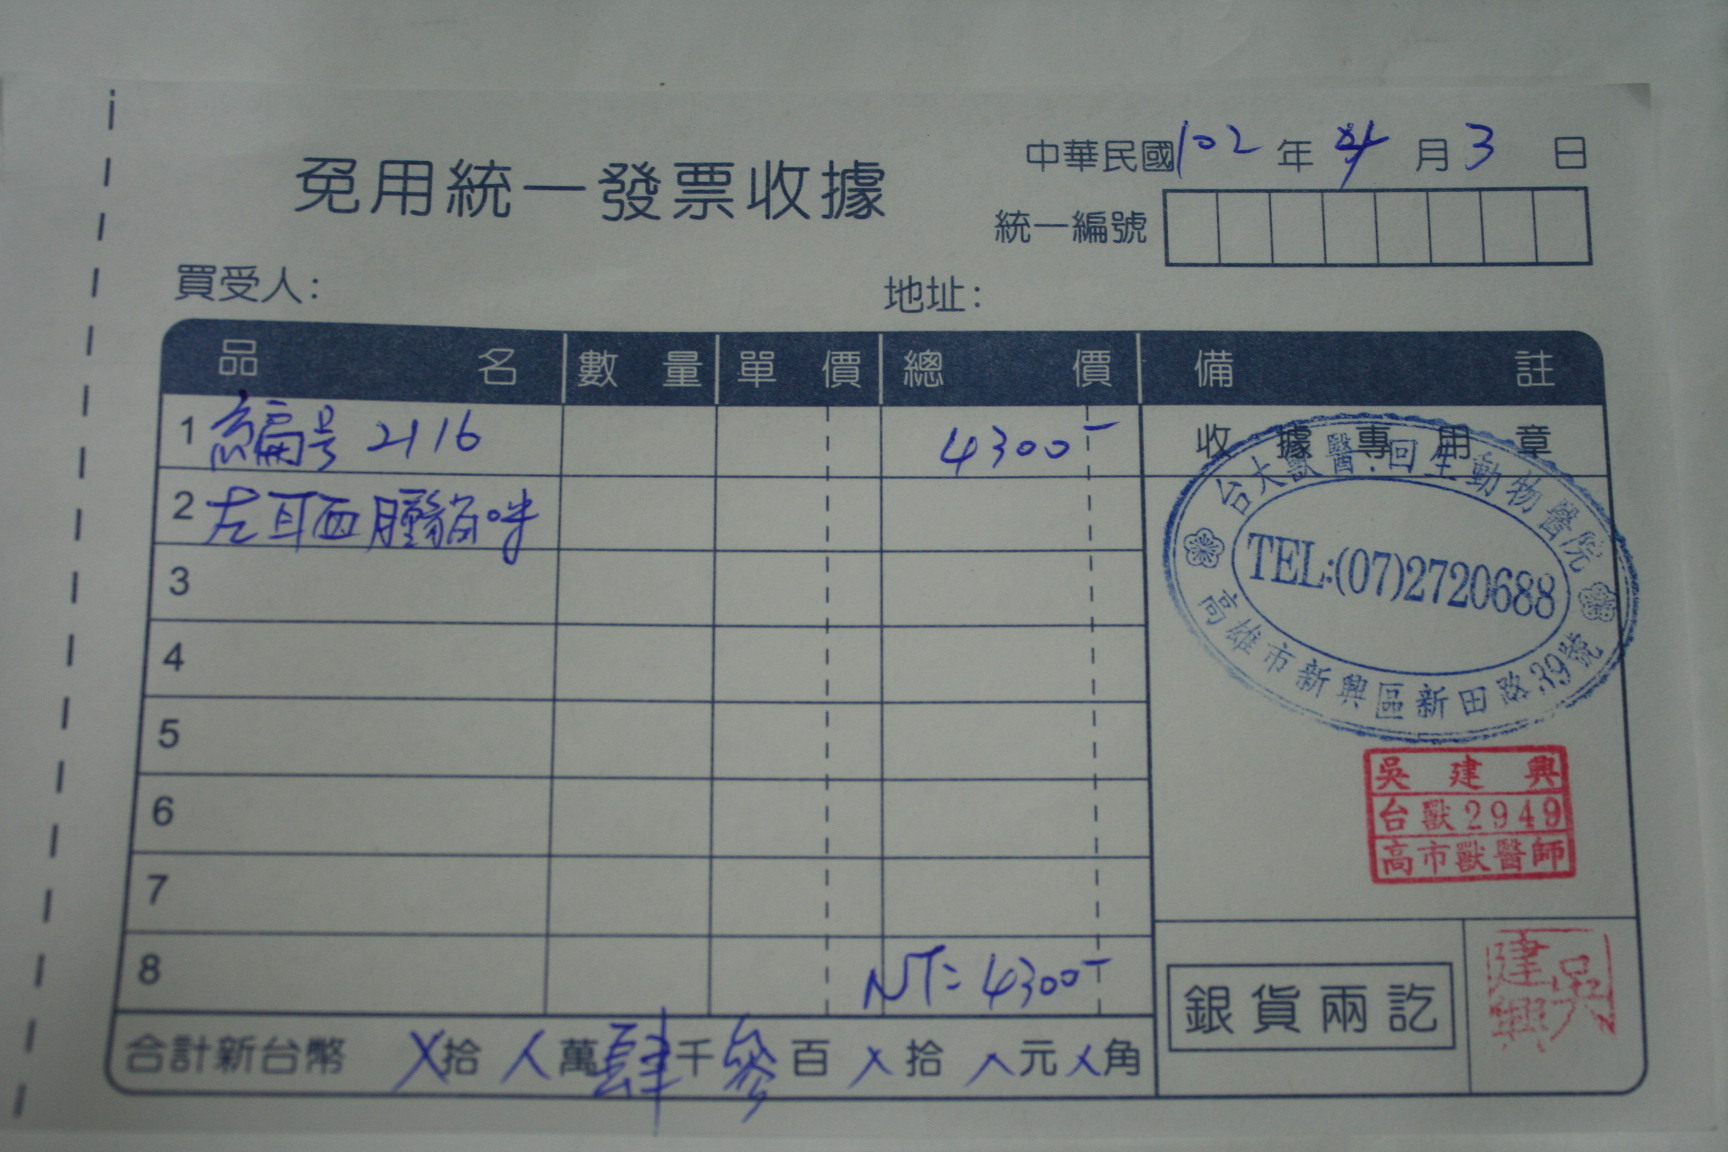 免用統一發票收據
中華民國102年4月3日
統一編號
買受人: 地址:
品名 數量 單價 總價 備註
1 編号 2116 4300- 收據專用章
2 左耳血腫貓咪
3
4
5
6
7
8 NT= 4300-
合計新台幣 X拾 X萬肆千參百X拾X元X角
台大獸醫.回生動物醫院
TEL:(07)2720688
高雄市新興區新田路39號
吳建興
台獸2949
高市獸醫師
銀貨兩訖
吳建興